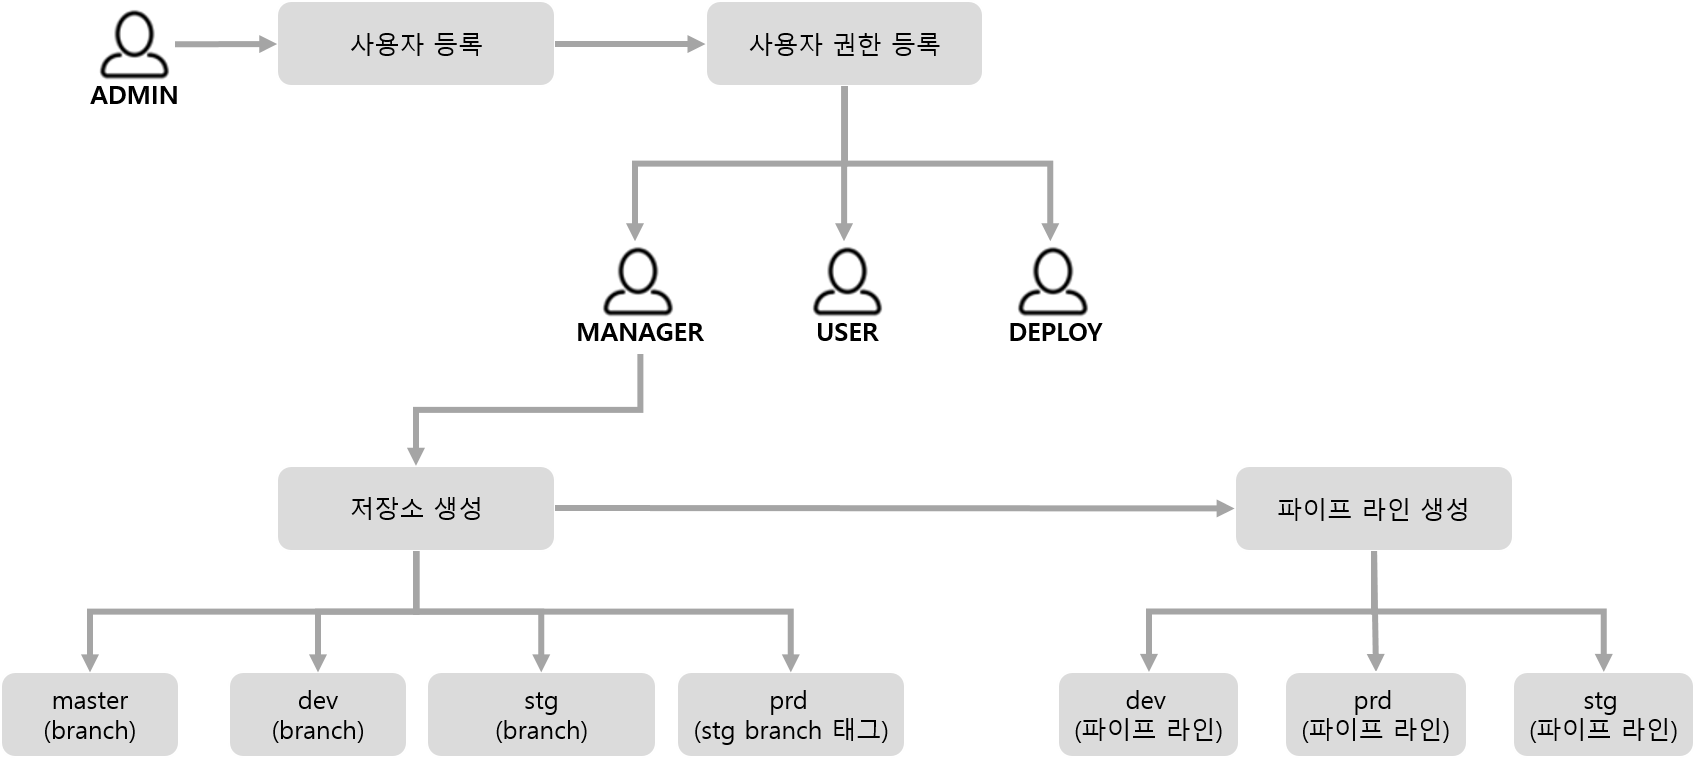 ADMIN
사용자 등록
사용자 권한 등록
MANAGER
USER
DEPLOY
저장소 생성
파이프 라인 생성
master
(branch)
dev
(branch)
stg
(branch)
prd
(stg branch 태그)
dev
(파이프 라인)
prd
(파이프 라인)
stg
(파이프 라인)